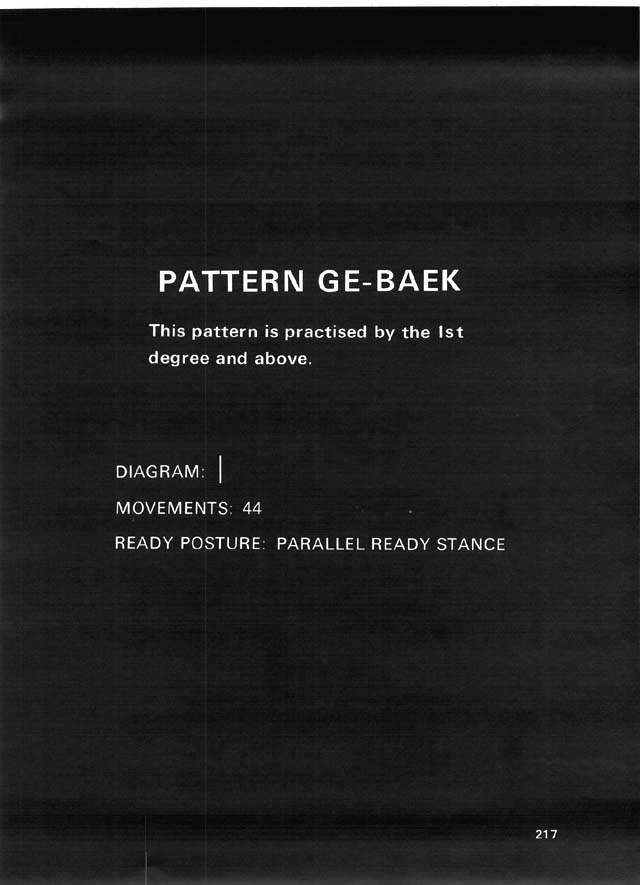 PATTERN GE-BAEK
This pattern is practised by the 1st
degree and above.
DIAGRAM: |
MOVEMENTS: 44
READY POSTURE: PARALLEL READY STANCE
217